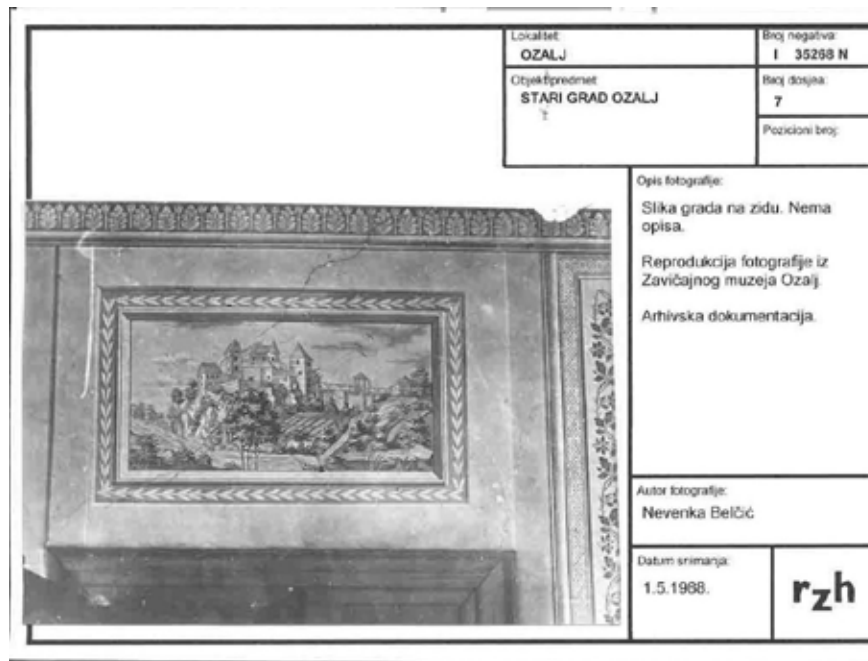 Lokalitet:
OZALJ
Broj negativa:
I 35268 N
Objekt/predmet:
STARI GRAD OZALJ
Broj dosjea:
7
Pozicioni broj:
Opis fotografije:
Slika grada na zidu. Nema
opisa.
Reprodukcija fotografije iz
Zavičajnog muzeja Ozalj.
Arhivska dokumentacija.
Autor fotografije:
Nevenka Belčić
Datum snimanja:
1.5.1988.
rzh